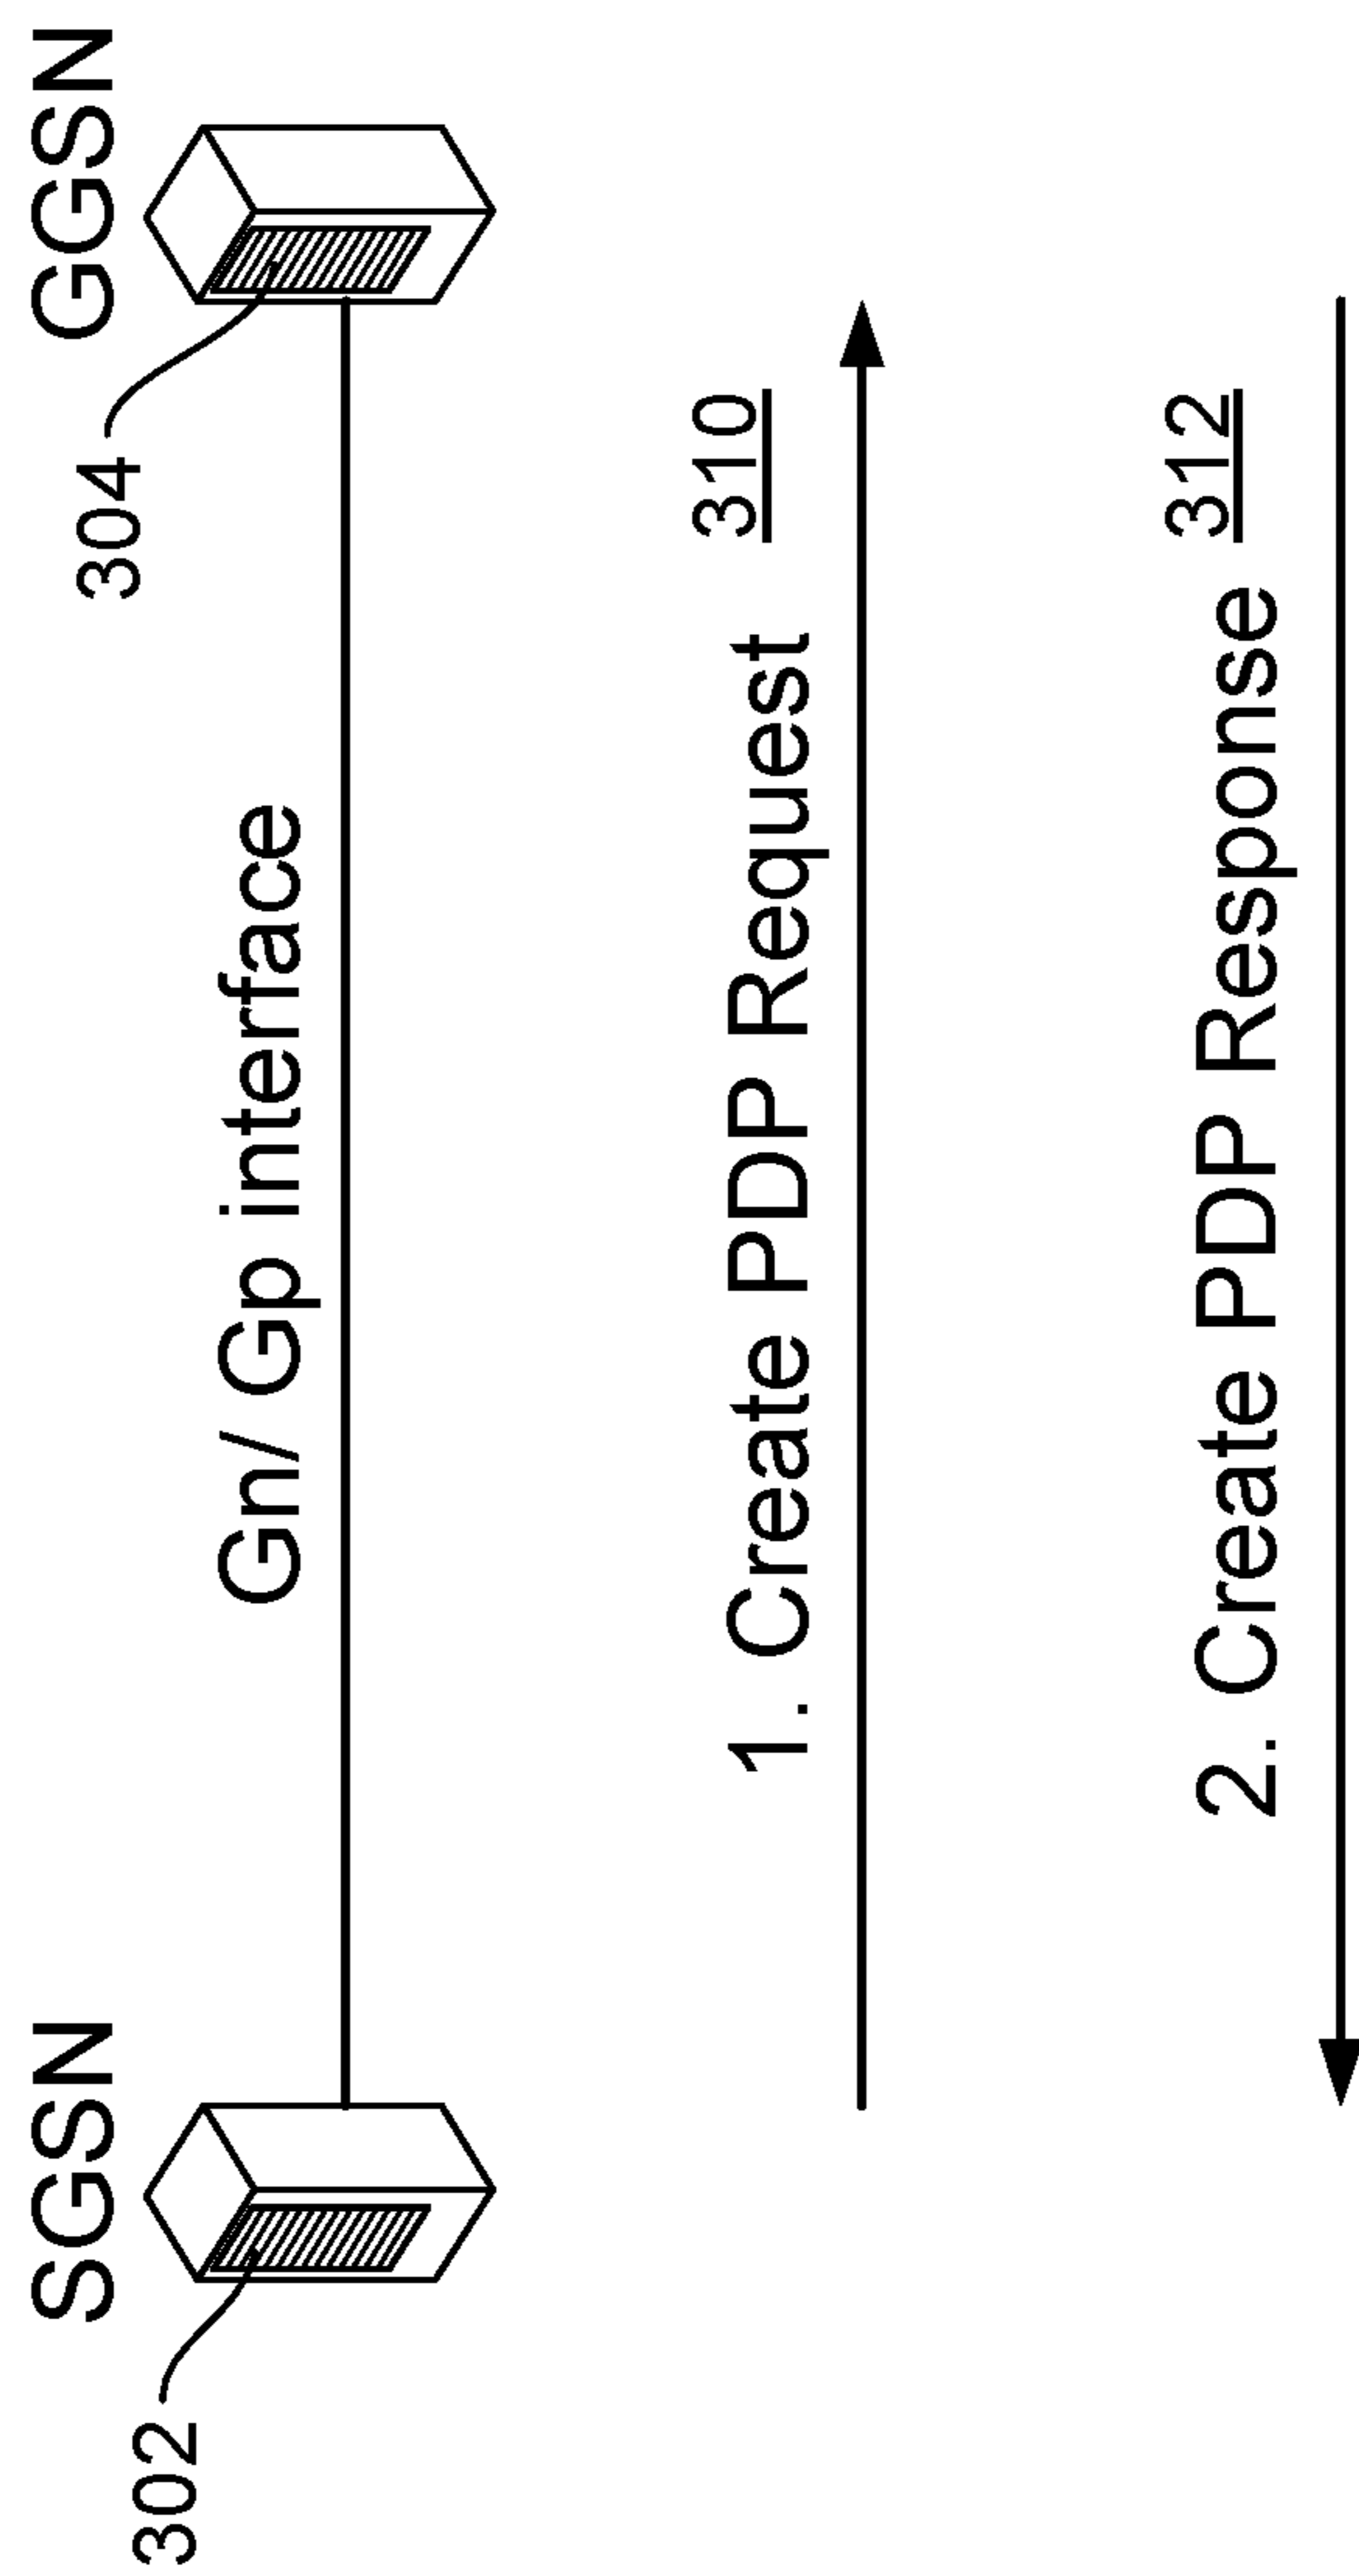 SGSN
GGSN
302
304
Gn/ Gp interface
1. Create PDP Request 310
2. Create PDP Response 312